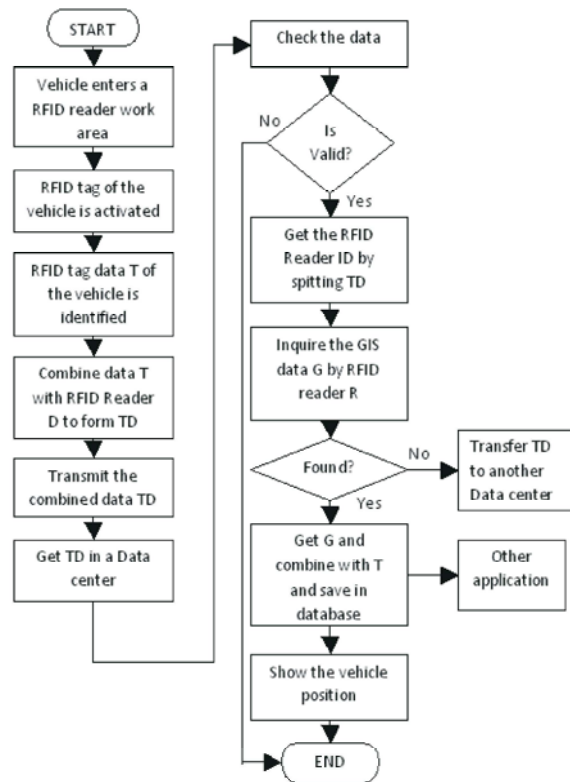 START
Vehicle enters a
RFID reader work
area
RFID tag of the
vehicle is activated
RFID tag data T of
the vehicle is
identified
Combine data T
with RFID Reader
D to form TD
Transmit the
combined data TD
Get TD in a Data
center
Check the data
No
Is
Valid?
Yes
Get the RFID
Reader ID by
spitting TD
Inquire the GIS
data G by RFID
reader R
Found?
No
Transfer TD
to another
Data center
Yes
Get G and
combine with T
and save in
database
Other
application
Show the vehicle
position
END